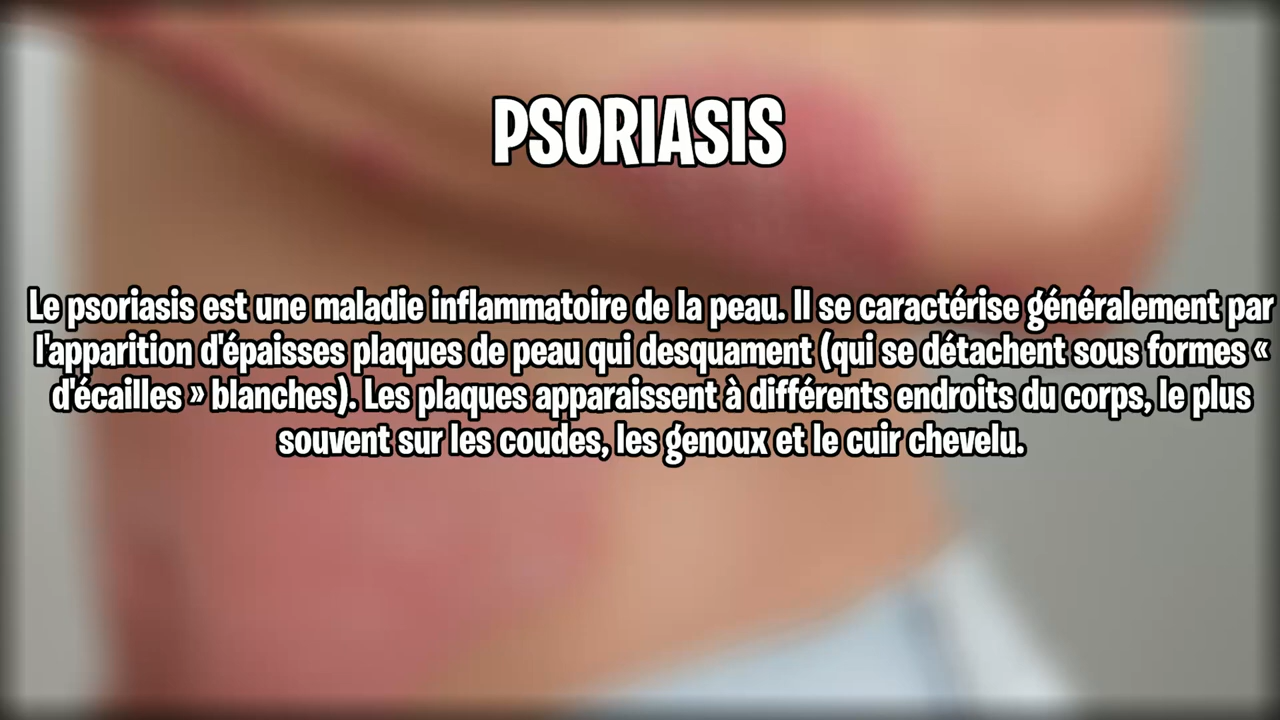 PSORIASIS
Le psoriasis est une maladie inflammatoire de la peau. Il se caractérise généralement par
l'apparition d'épaisses plaques de peau qui desquament (qui se détachent sous formes «
d'écailles » blanches). Les plaques apparaissent à différents endroits du corps, le plus
souvent sur les coudes, les genoux et le cuir chevelu.